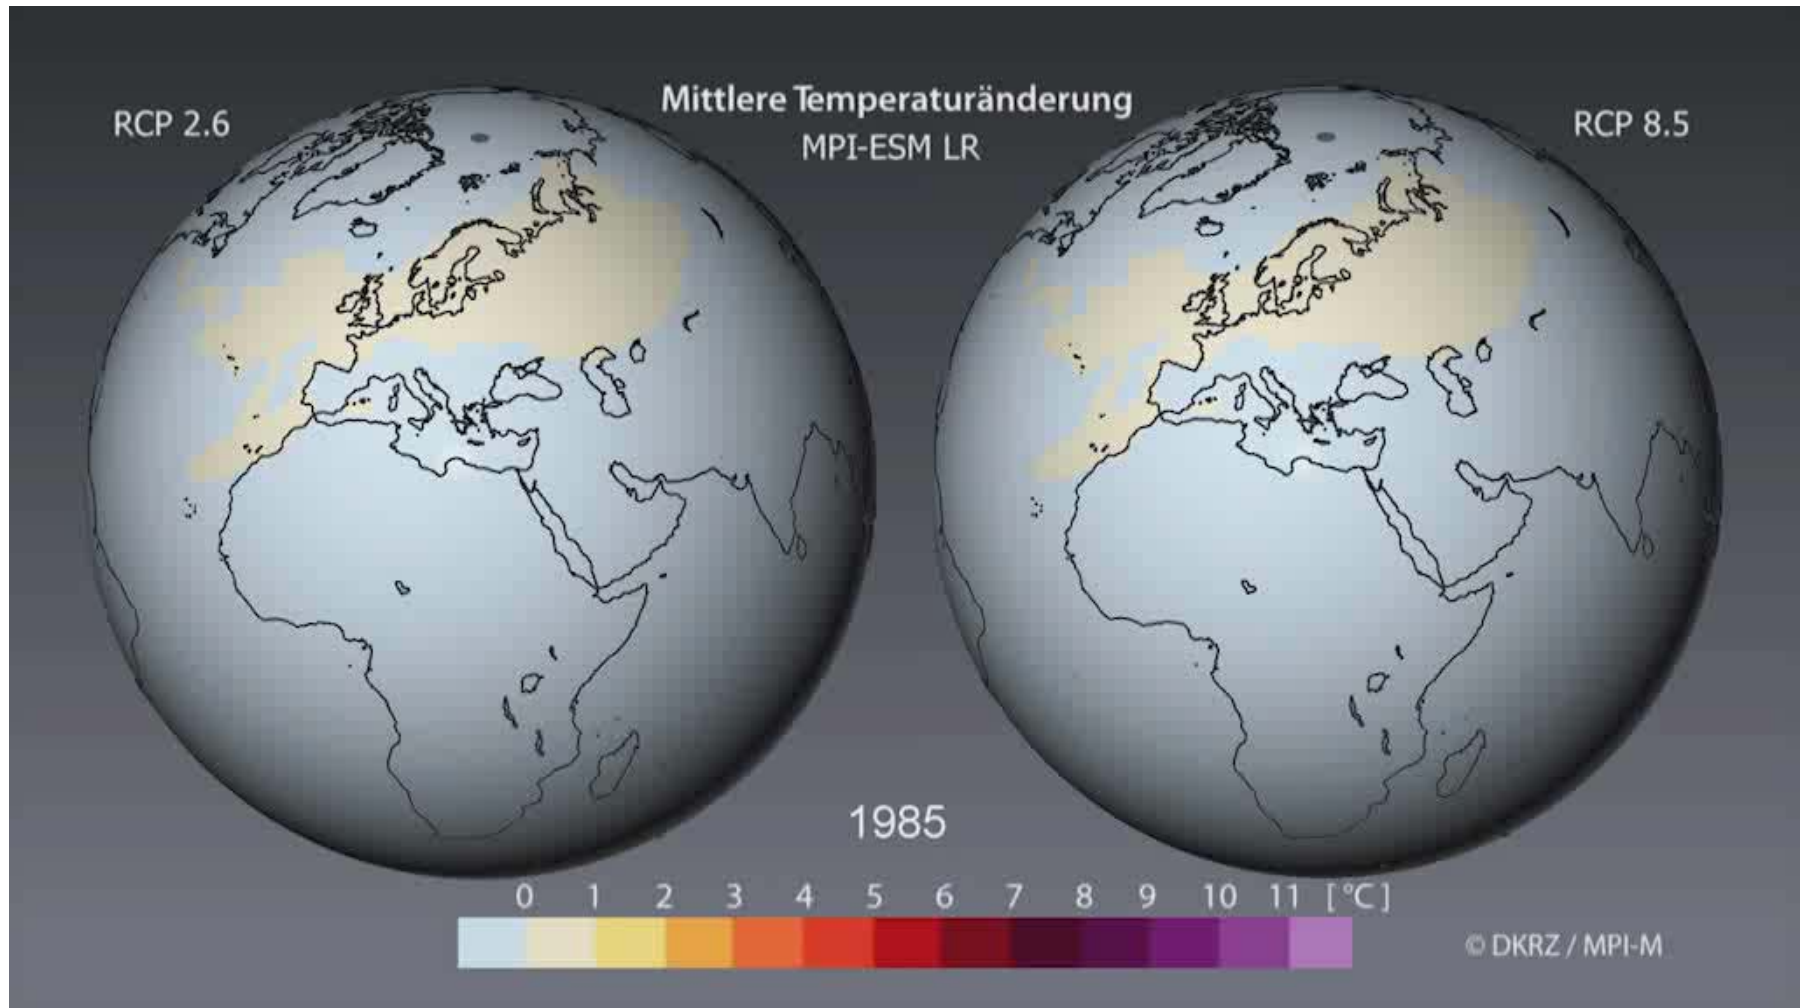 Mittlere Temperaturänderung
MPI-ESM LR
RCP 2.6
RCP 8.5
1985
0 1 2 3 4 5 6 7 8 9 10 11 [°C]
© DKRZ / MPI-M